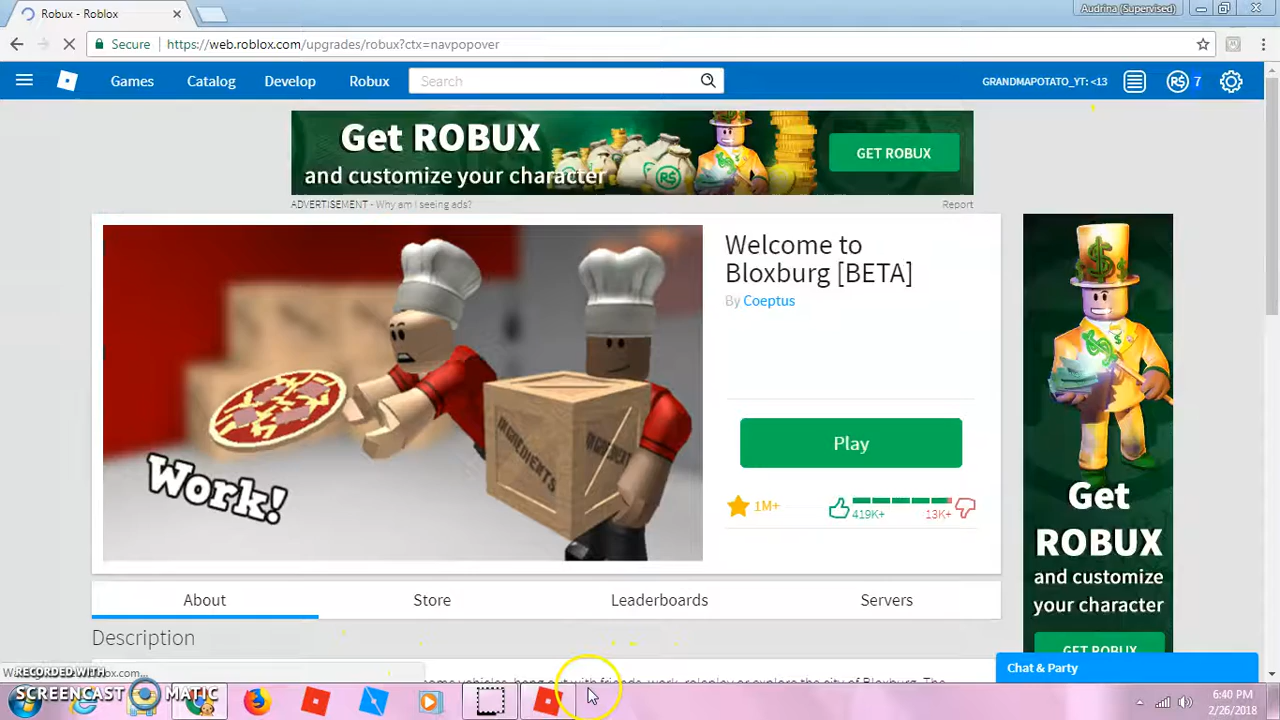 Robux - Roblox
Audrina (Supervised)
Secure https://web.roblox.com/upgrades/robux?ctx=navpopover
Games Catalog Develop Robux Search GRANDMAPOTATO_YT: <13 R$ 7
Get ROBUX
and customize your character
GET ROBUX
ADVERTISEMENT - Why am I seeing ads? Report
Welcome to
Bloxburg [BETA]
By Coeptus
Work!
INGREDIENTS
INGREDIENTS
Play
1M+ 419K+ 13K+
Get
ROBUX
and customize
your character
GET ROBUX
About Store Leaderboards Servers
Description
Chat & Party
RECORDED WITH
SCREENCAST MATIC
6:40 PM
2/26/2018